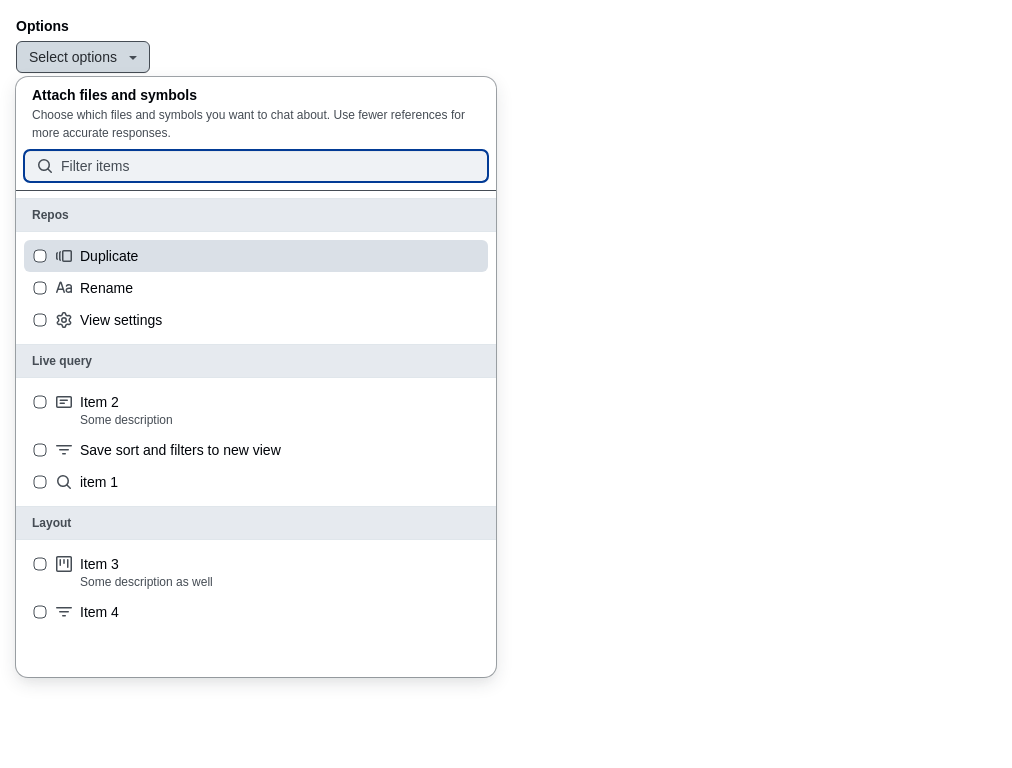 Options
Select options
Attach files and symbols
Choose which files and symbols you want to chat about. Use fewer references for
more accurate responses.
Filter items
Repos
Duplicate
Rename
View settings
Live query
Item 2
Some description
Save sort and filters to new view
item 1
Layout
Item 3
Some description as well
Item 4